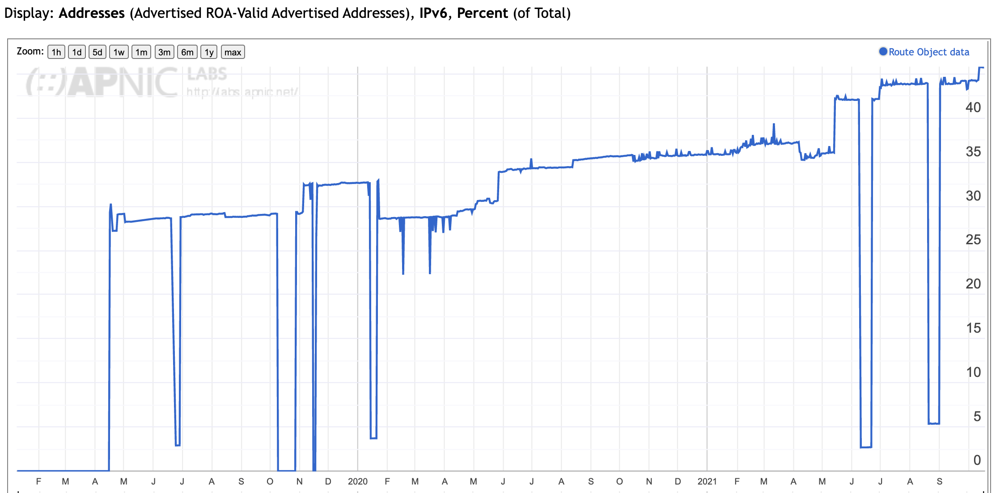 Display: Addresses (Advertised ROA-Valid Advertised Addresses), IPv6, Percent (of Total)
Zoom: 1h 1d 5d 1w 1m 3m 6m 1y max
Route Object data
(::) APNIC LABS
http://labs.apnic.net/
40
35
30
25
20
15
10
5
0
F M A M J J A S O N D 2020 F M A M J J A S O N D 2021 F M A M J J A S